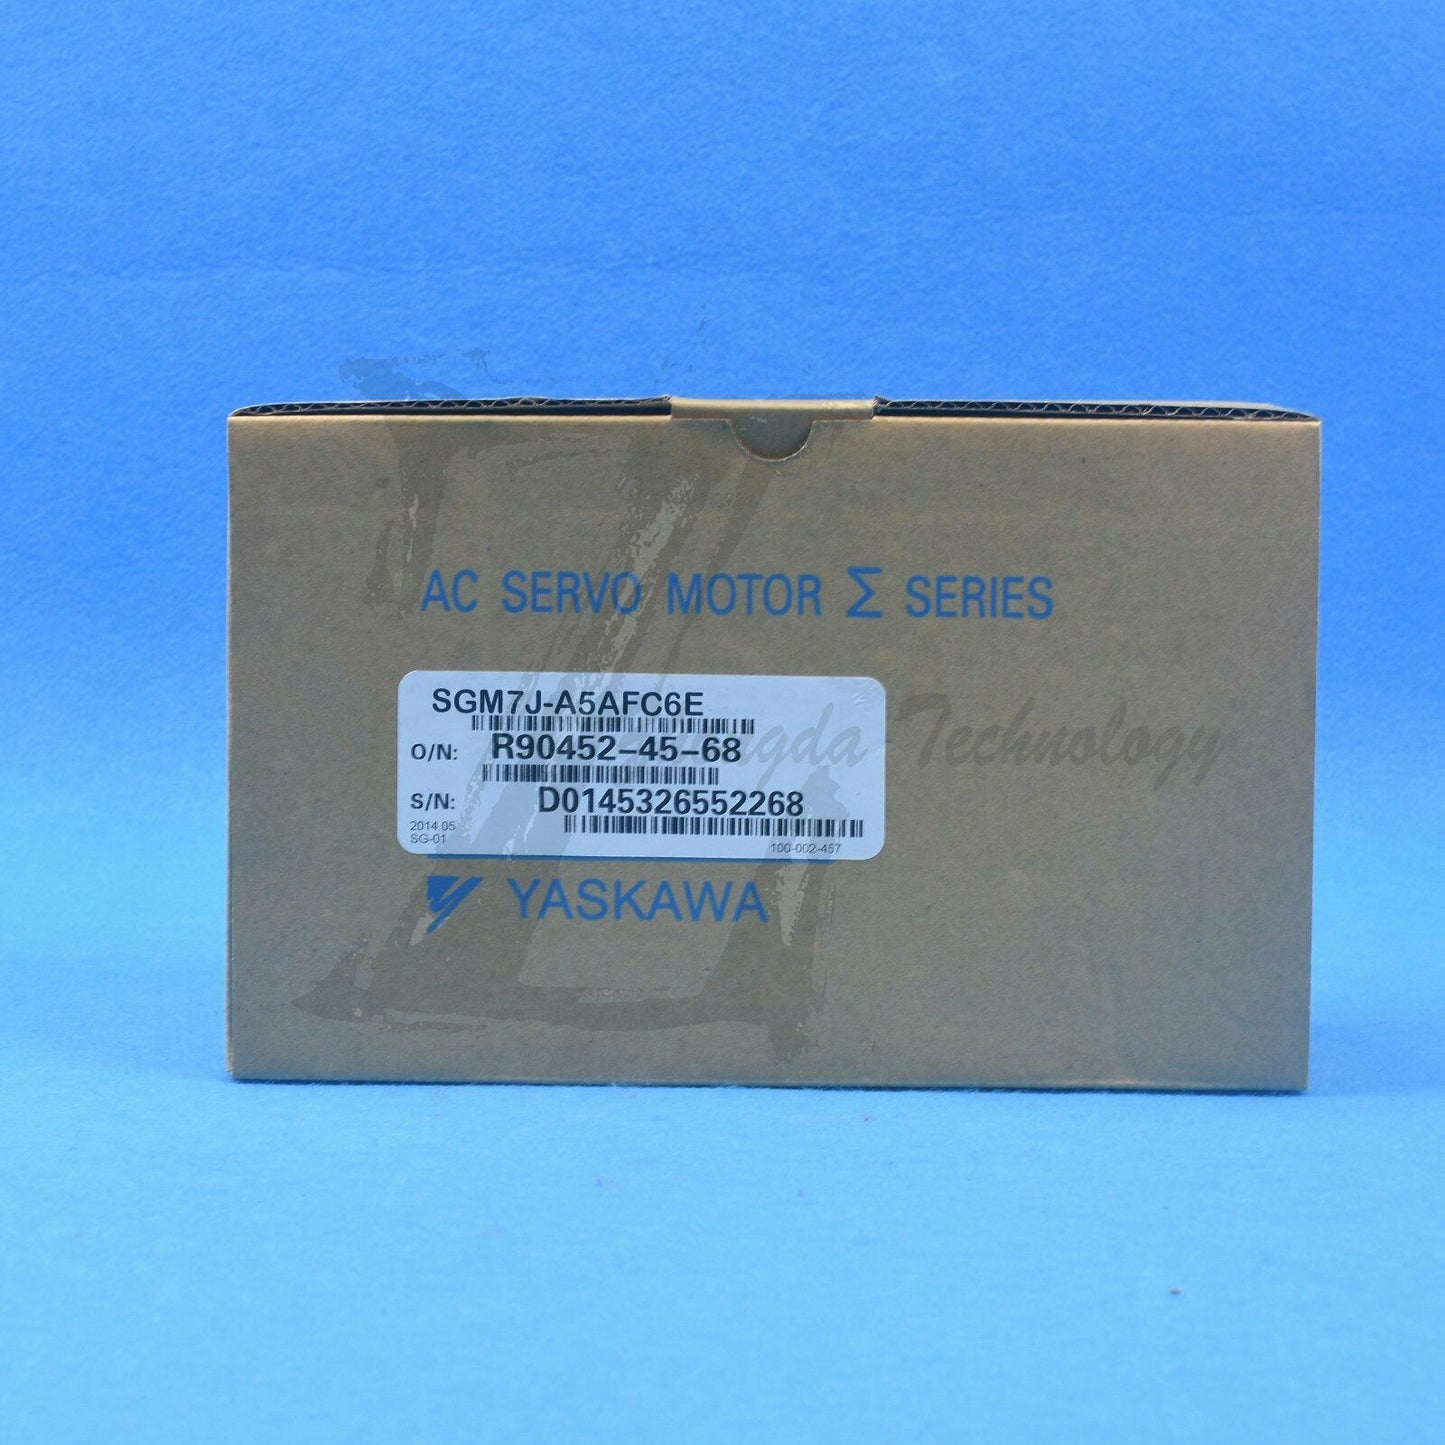 AC SERVO MOTOR Σ SERIES
SGM7J-A5AFC6E
O/N: R90452-45-68
S/N: D0145326552268
2014.05
SG-01
100-002-457
YASKAWA
Technology